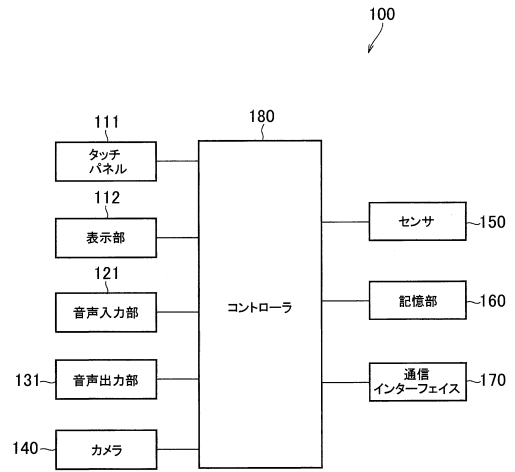 100
180
111
タッチ
パネル
112
表示部
121
音声入力部
131
音声出力部
140
カメラ
コントローラ
センサ
150
記憶部
160
通信
インターフェイス
170